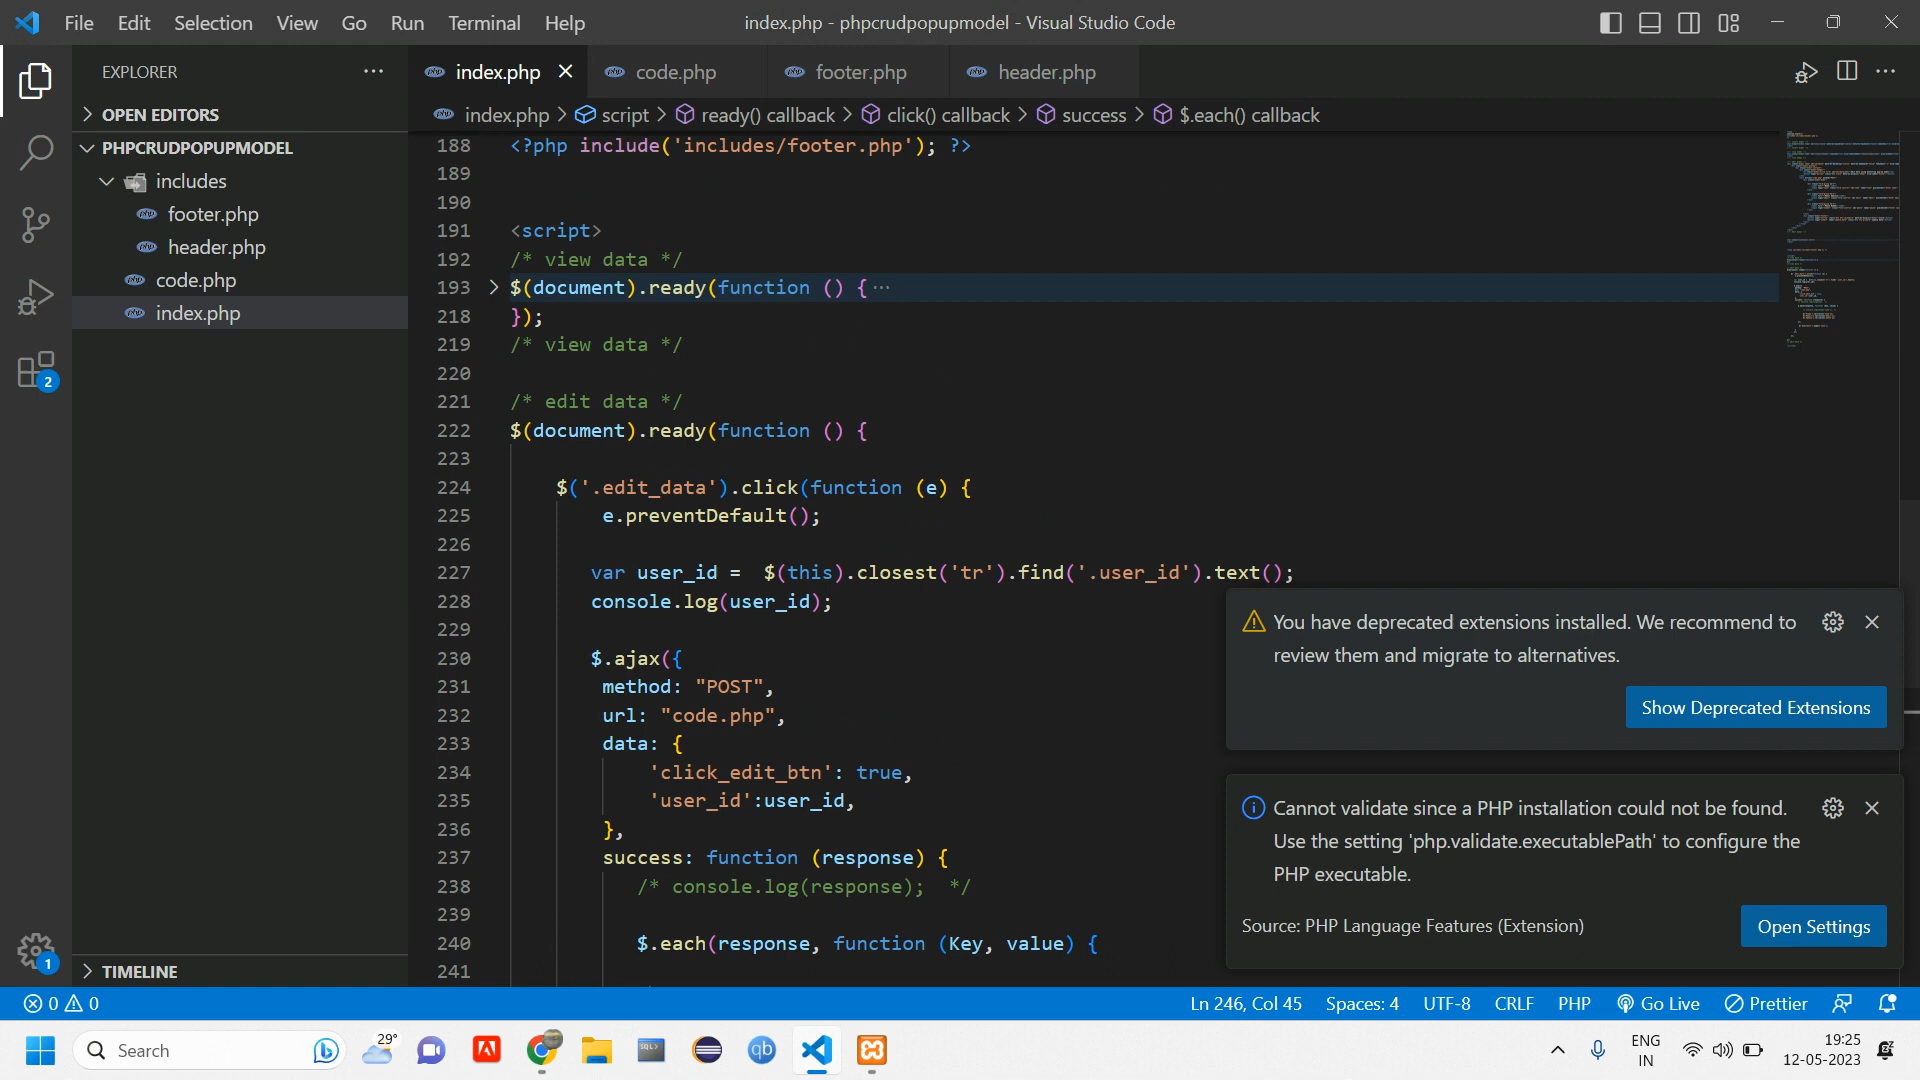 File Edit Selection View Go Run Terminal Help
index.php - phpcrudpopupmodel - Visual Studio Code
EXPLORER
OPEN EDITORS
PHPCRUDPOPUPMODEL
includes
footer.php
header.php
code.php
index.php
TIMELINE
2
1
index.php code.php footer.php header.php
index.php > script > ready() callback > click() callback > success > $.each() callback
188 <?php include('includes/footer.php'); ?>
189
190
191 <script>
192 /* view data */
193 $(document).ready(function () {⋯
218 });
219 /* view data */
220
221 /* edit data */
222 $(document).ready(function () {
223
224 $('.edit_data').click(function (e) {
225 e.preventDefault();
226
227 var user_id =  $(this).closest('tr').find('.user_id').text();
228 console.log(user_id);
229
230 $.ajax({
231 method: "POST",
232 url: "code.php",
233 data: {
234 'click_edit_btn': true,
235 'user_id':user_id,
236 },
237 success: function (response) {
238 /* console.log(response);  */
239
240 $.each(response, function (Key, value) {
241
You have deprecated extensions installed. We recommend to
review them and migrate to alternatives.
Show Deprecated Extensions
Cannot validate since a PHP installation could not be found.
Use the setting 'php.validate.executablePath' to configure the
PHP executable.
Source: PHP Language Features (Extension)
Open Settings
0 0
Ln 246, Col 45 Spaces: 4 UTF-8 CRLF PHP Go Live Prettier
Search
29°
SQL>
qb
ENG
IN
19:25
12-05-2023